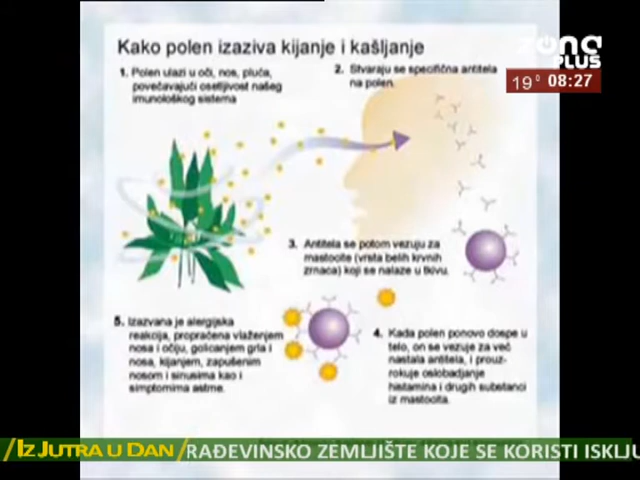 Kako polen izaziva kijanje i kašljanje
zona
PLUS
19° 08:27
1. Polen ulazi u oči, nos, pluća,
povećavajući osetljivost našeg
imunološkog sistema
2. Stvaraju se specifična antitela
na polen.
3. Antitela se potom vezuju za
mastocite (vrsta belih krvnih
zrnaca) koji se nalaze u tkivu.
4. Kada polen ponovo dospe u
telo, on se vezuje za već
nastala antitela, i prouz-
rokuje oslobadjanje
histamina i drugih substanci
iz mastocita.
5. Izazvana je alergijska
reakcija, propraćena vlaženjem
nosa i očiju, golicanjem grla i
nosa, kijanjem, zapušenim
nosom i sinusima kao i
simptomima astme.
IZ JUTRA U DAN RAĐEVINSKO ZEMLJIŠTE KOJE SE KORISTI ISKLJU